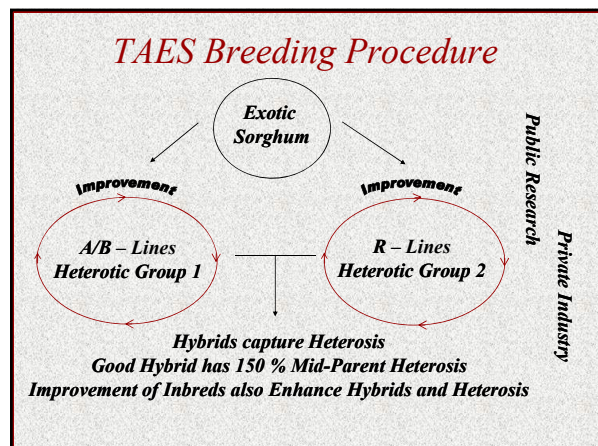 TAES Breeding Procedure
Exotic
Sorghum
Improvement
A/B – Lines
Heterotic Group 1
Improvement
R – Lines
Heterotic Group 2
Public Research
Private Industry
Hybrids capture Heterosis
Good Hybrid has 150 % Mid-Parent Heterosis
Improvement of Inbreds also Enhance Hybrids and Heterosis